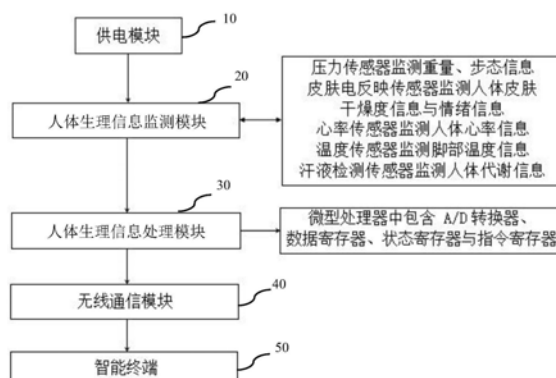 10
供电模块
20
人体生理信息监测模块
压力传感器监测重量、步态信息
皮肤电反映传感器监测人体皮肤
干燥度信息与情绪信息
心率传感器监测人体心率信息
温度传感器监测脚部温度信息
汗液检测传感器监测人体代谢信息
30
人体生理信息处理模块
微型处理器中包含 A/D 转换器、
数据寄存器、状态寄存器与指令寄存器
40
无线通信模块
50
智能终端